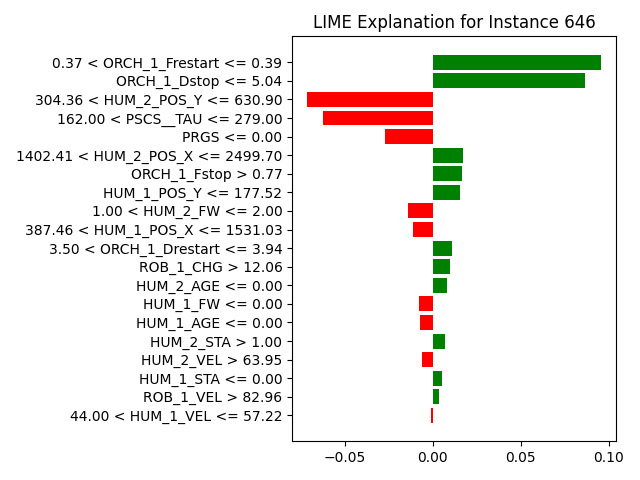 LIME Explanation for Instance 646
0.37 < ORCH_1_Frestart <= 0.39
ORCH_1_Dstop <= 5.04
304.36 < HUM_2_POS_Y <= 630.90
162.00 < PSCS__TAU <= 279.00
PRGS <= 0.00
1402.41 < HUM_2_POS_X <= 2499.70
ORCH_1_Fstop > 0.77
HUM_1_POS_Y <= 177.52
1.00 < HUM_2_FW <= 2.00
387.46 < HUM_1_POS_X <= 1531.03
3.50 < ORCH_1_Drestart <= 3.94
ROB_1_CHG > 12.06
HUM_2_AGE <= 0.00
HUM_1_FW <= 0.00
HUM_1_AGE <= 0.00
HUM_2_STA > 1.00
HUM_2_VEL > 63.95
HUM_1_STA <= 0.00
ROB_1_VEL > 82.96
44.00 < HUM_1_VEL <= 57.22
−0.05 0.00 0.05 0.10